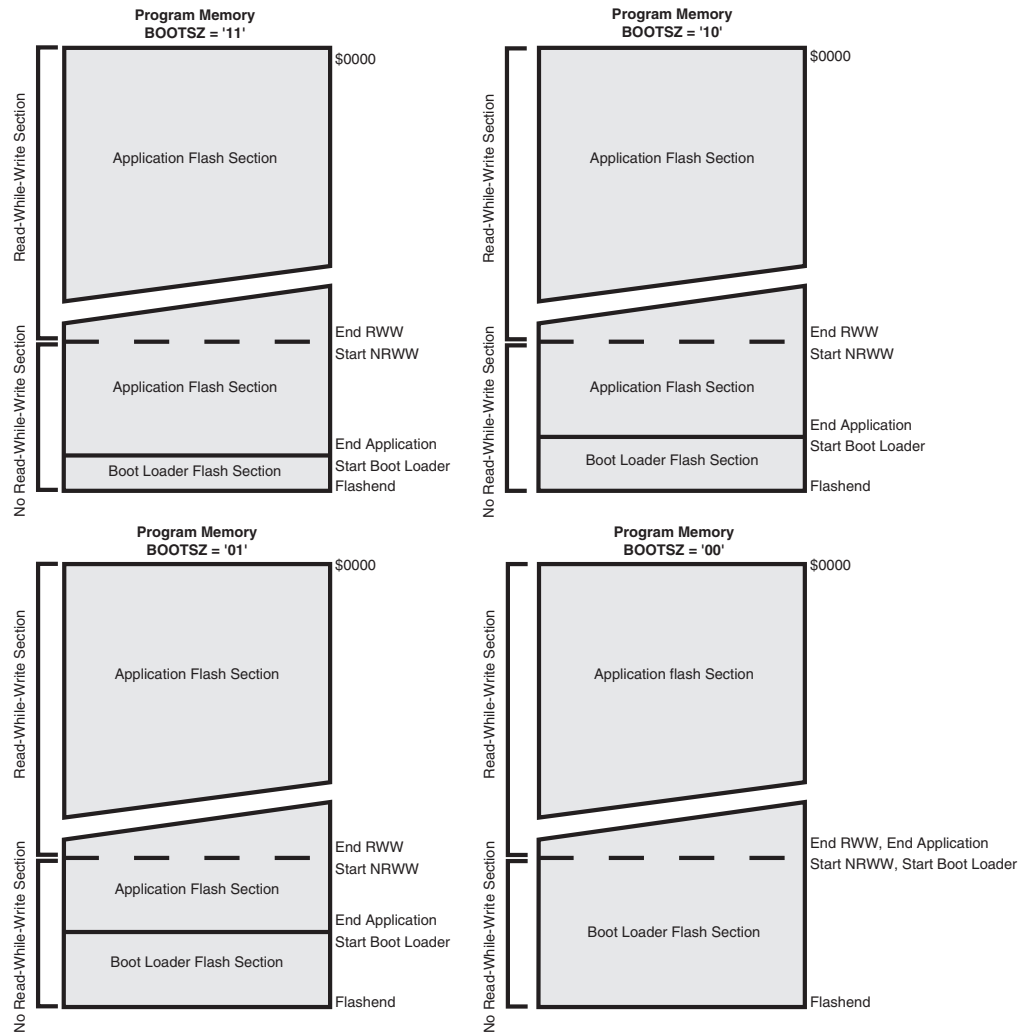 Program Memory
BOOTSZ = '11'
$0000
Read-While-Write Section
Application Flash Section
End RWW
Start NRWW
No Read-While-Write Section
Application Flash Section
End Application
Start Boot Loader
Boot Loader Flash Section
Flashend
Program Memory
BOOTSZ = '10'
$0000
Read-While-Write Section
Application Flash Section
End RWW
Start NRWW
No Read-While-Write Section
Application Flash Section
End Application
Start Boot Loader
Boot Loader Flash Section
Flashend
Program Memory
BOOTSZ = '01'
$0000
Read-While-Write Section
Application Flash Section
End RWW
Start NRWW
No Read-While-Write Section
Application Flash Section
End Application
Start Boot Loader
Boot Loader Flash Section
Flashend
Program Memory
BOOTSZ = '00'
$0000
Read-While-Write Section
Application flash Section
End RWW, End Application
Start NRWW, Start Boot Loader
No Read-While-Write Section
Boot Loader Flash Section
Flashend